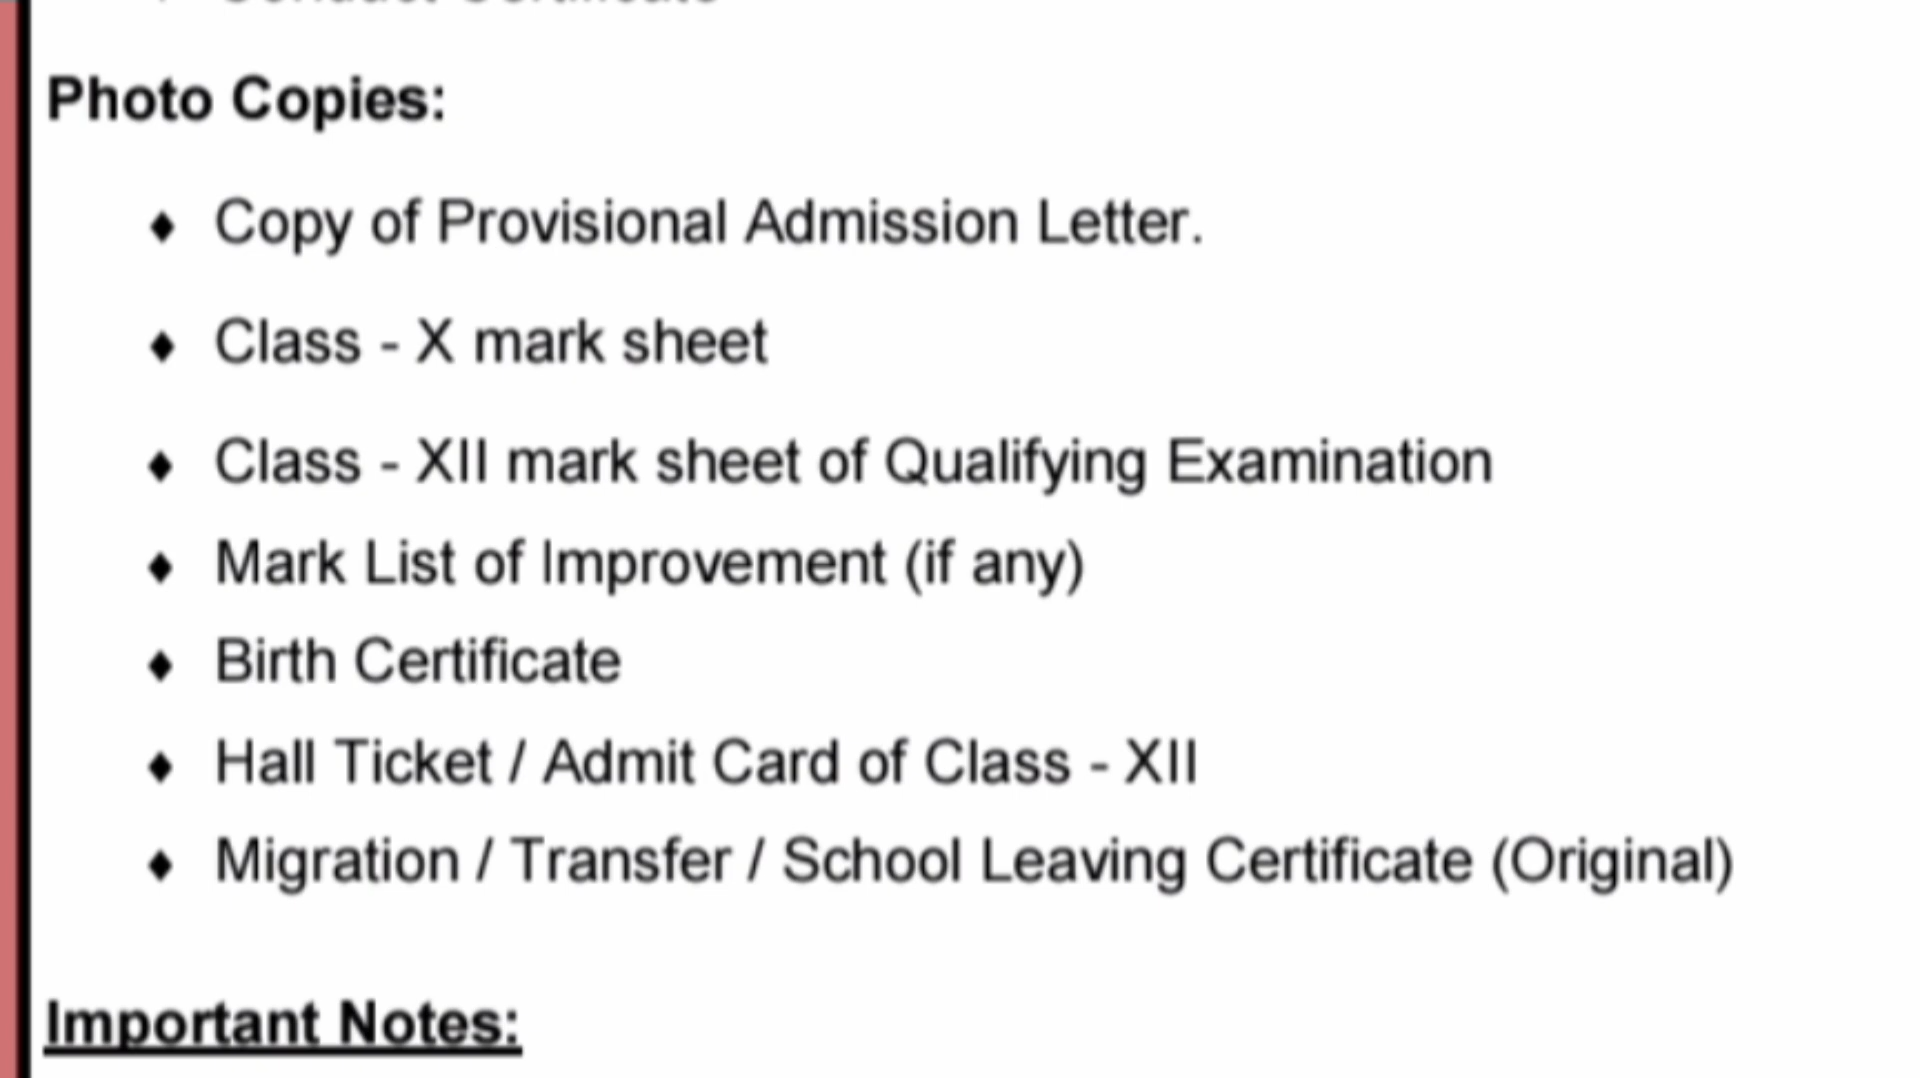 Conduct Certificate
Photo Copies:
♦ Copy of Provisional Admission Letter.
♦ Class - X mark sheet
♦ Class - XII mark sheet of Qualifying Examination
♦ Mark List of Improvement (if any)
♦ Birth Certificate
♦ Hall Ticket / Admit Card of Class - XII
♦ Migration / Transfer / School Leaving Certificate (Original)
Important Notes: